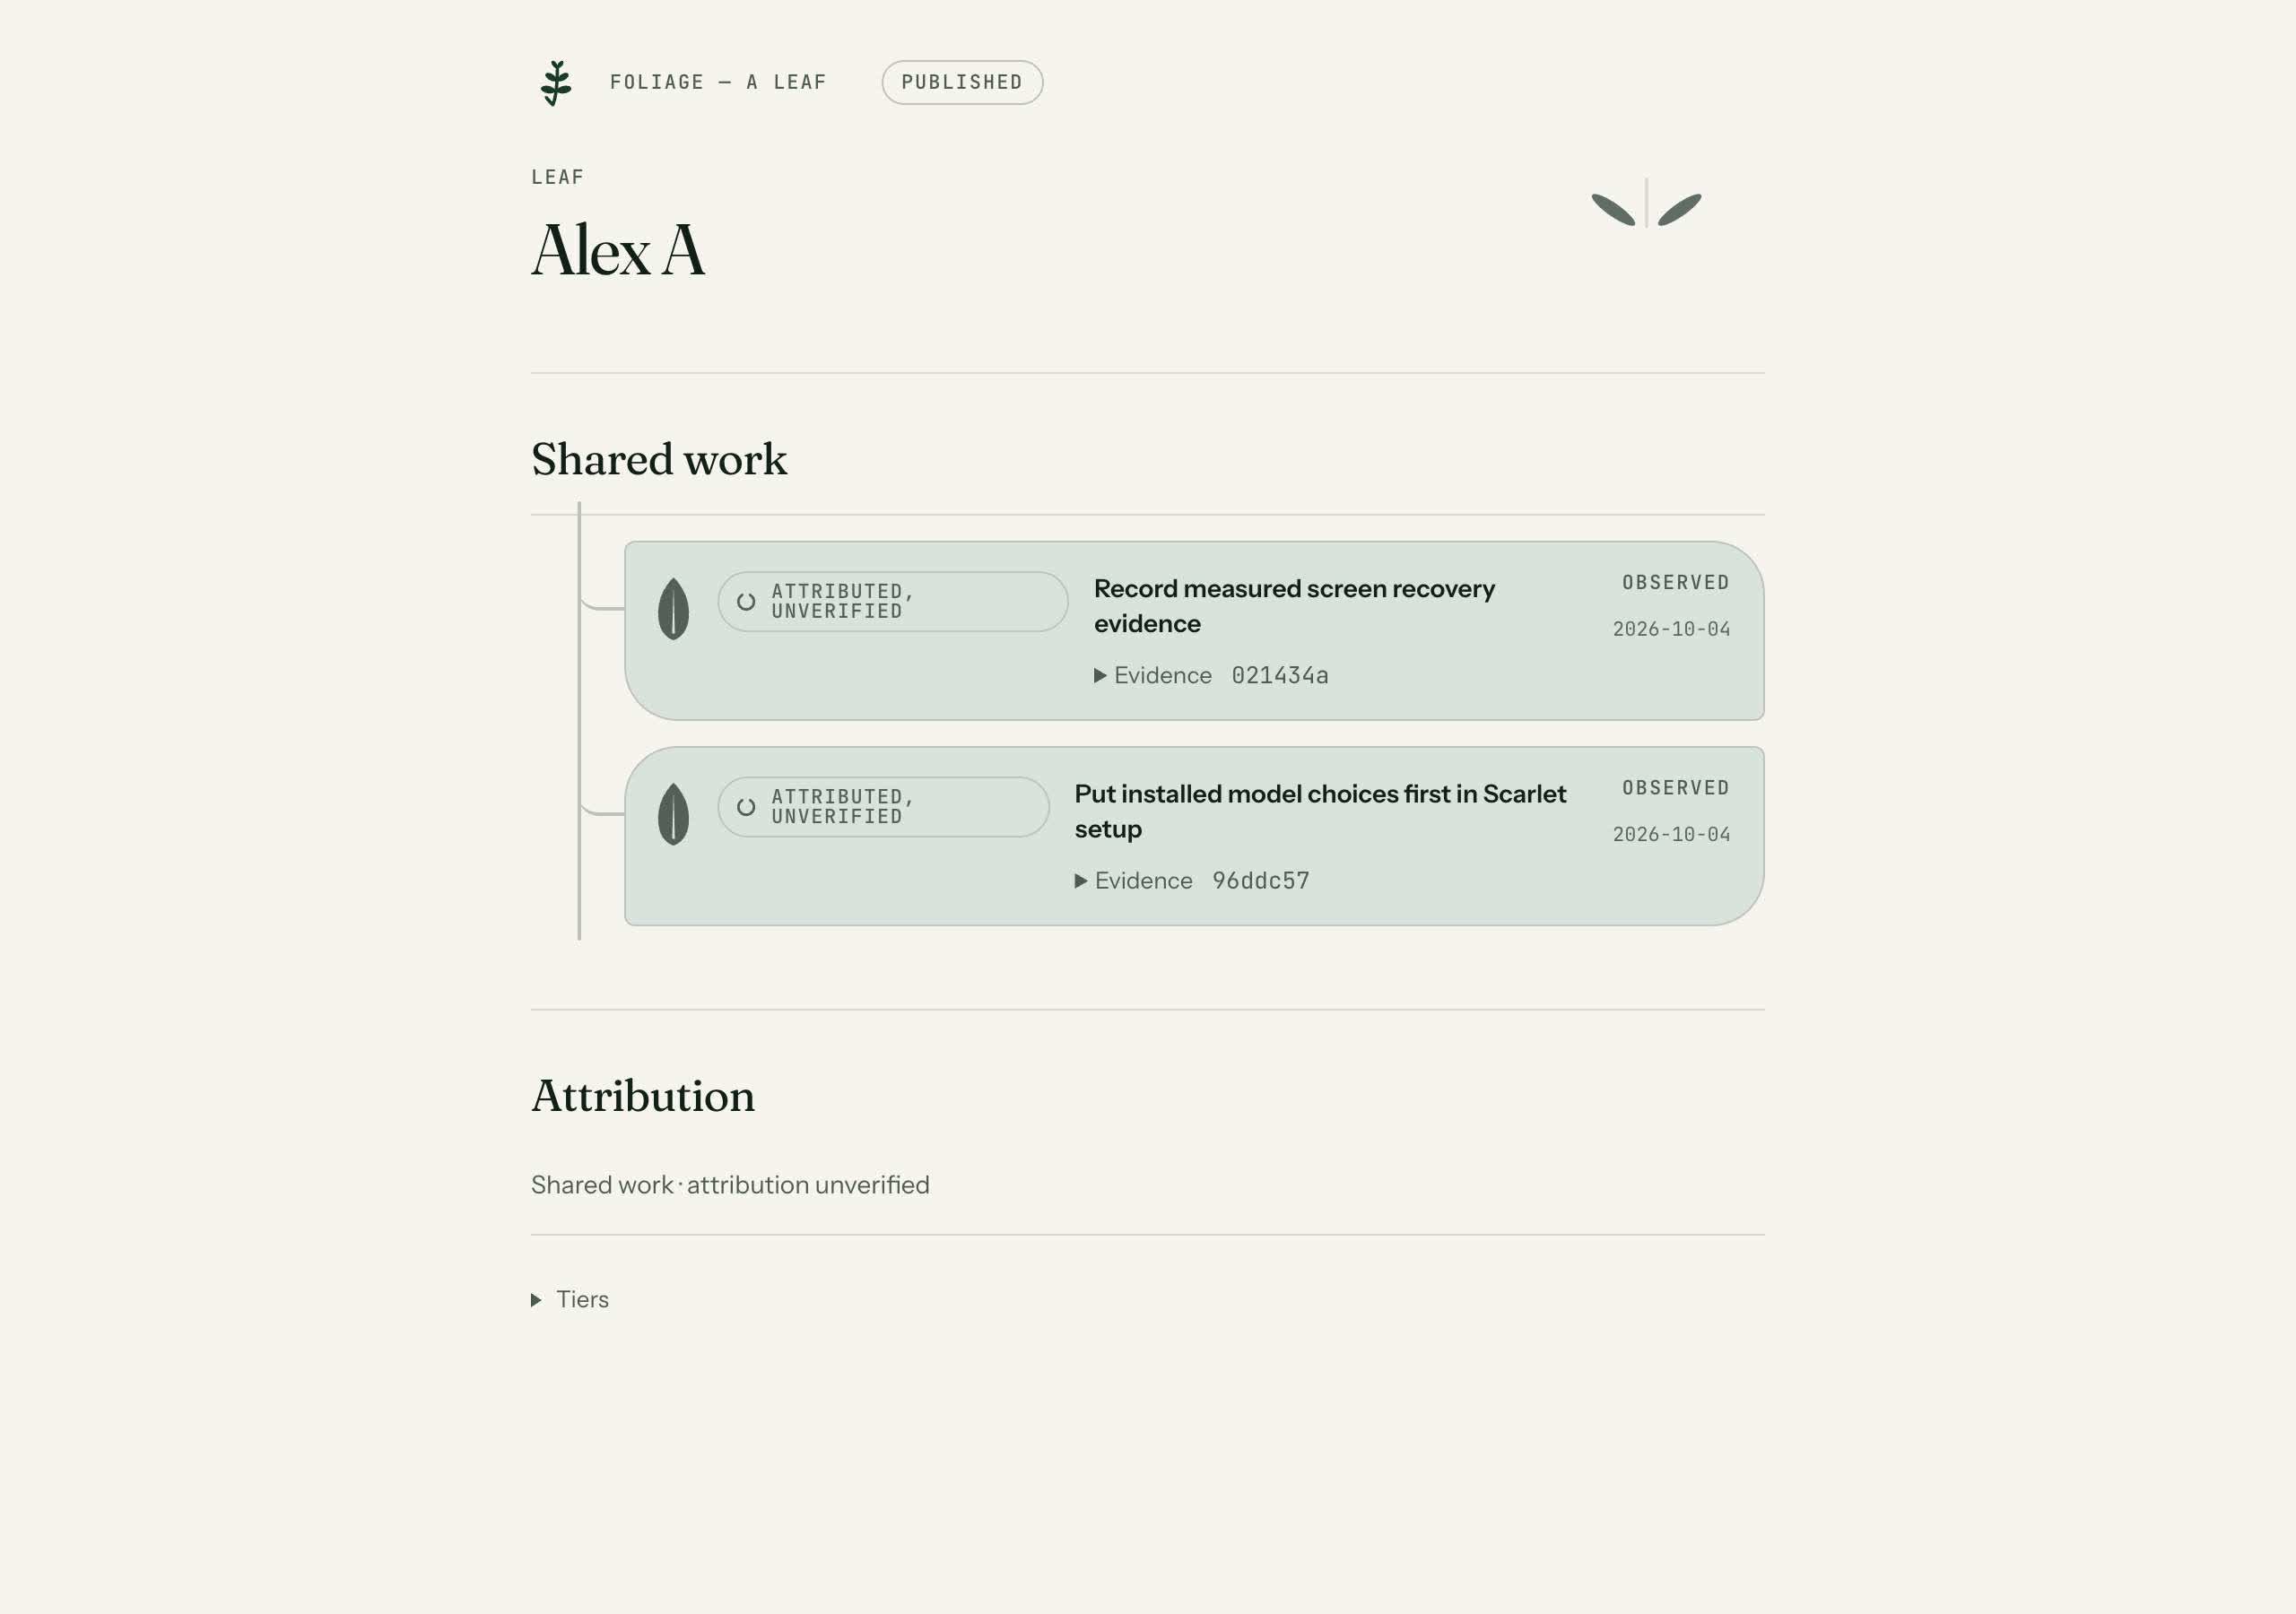 FOLIAGE — A LEAF
PUBLISHED
LEAF
Alex A
Shared work
ATTRIBUTED,
UNVERIFIED
Record measured screen recovery
evidence
Evidence 021434a
OBSERVED
2026-10-04
ATTRIBUTED,
UNVERIFIED
Put installed model choices first in Scarlet
setup
Evidence 96ddc57
OBSERVED
2026-10-04
Attribution
Shared work · attribution unverified
Tiers